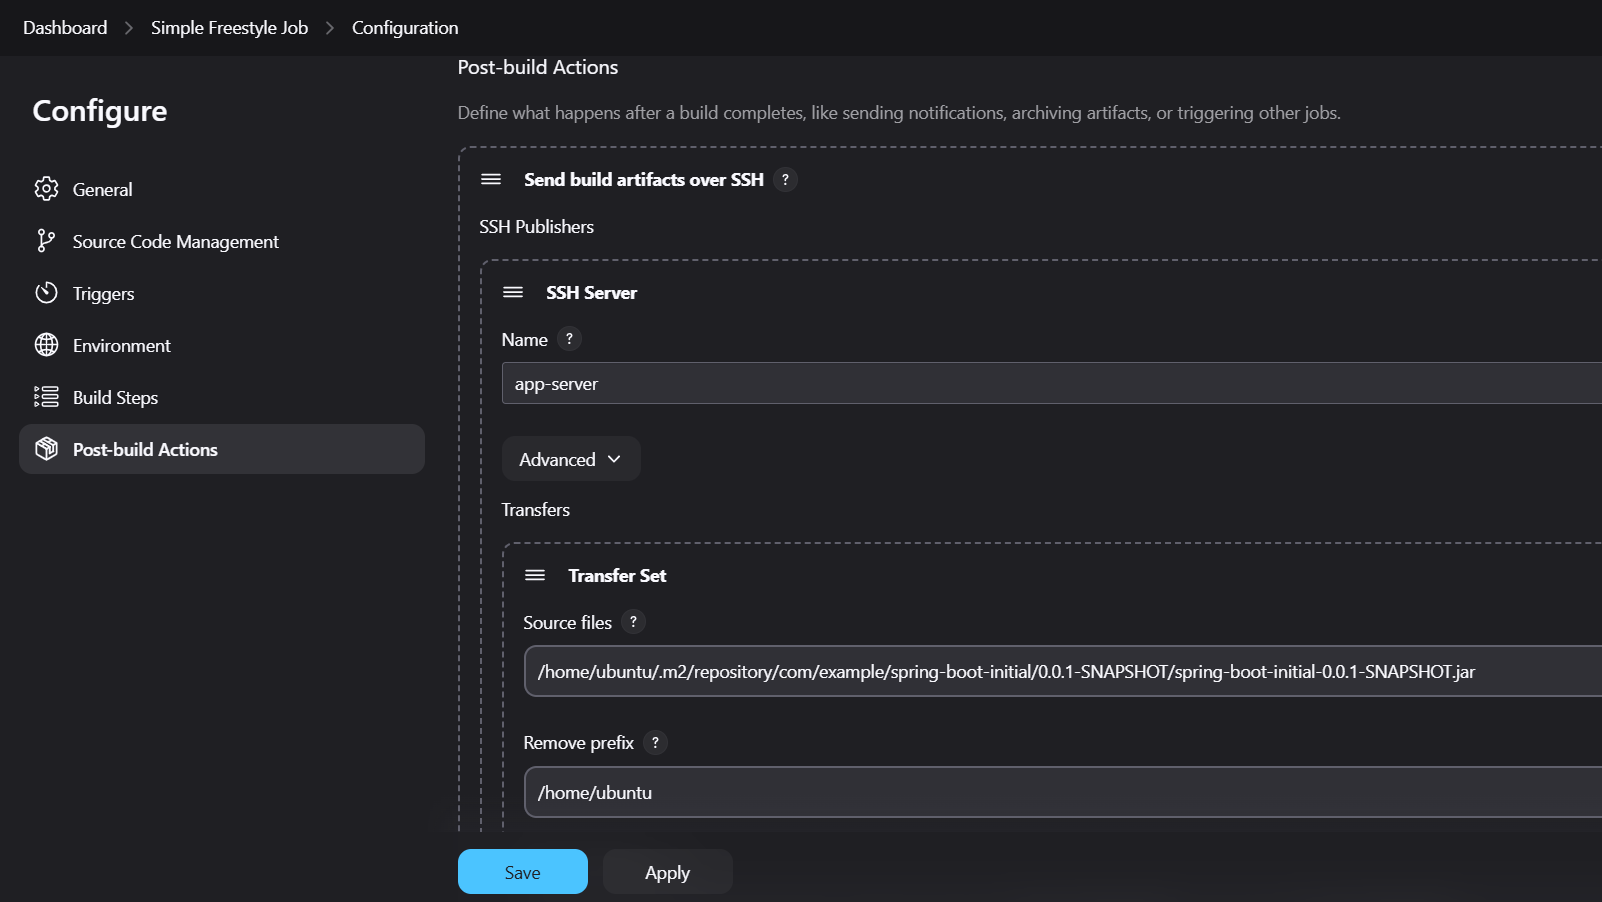 Dashboard > Simple Freestyle Job > Configuration
Configure
General
Source Code Management
Triggers
Environment
Build Steps
Post-build Actions
Post-build Actions
Define what happens after a build completes, like sending notifications, archiving artifacts, or triggering other jobs.
Send build artifacts over SSH ?
SSH Publishers
SSH Server
Name ?
app-server
Advanced
Transfers
Transfer Set
Source files ?
/home/ubuntu/.m2/repository/com/example/spring-boot-initial/0.0.1-SNAPSHOT/spring-boot-initial-0.0.1-SNAPSHOT.jar
Remove prefix ?
/home/ubuntu
Save Apply